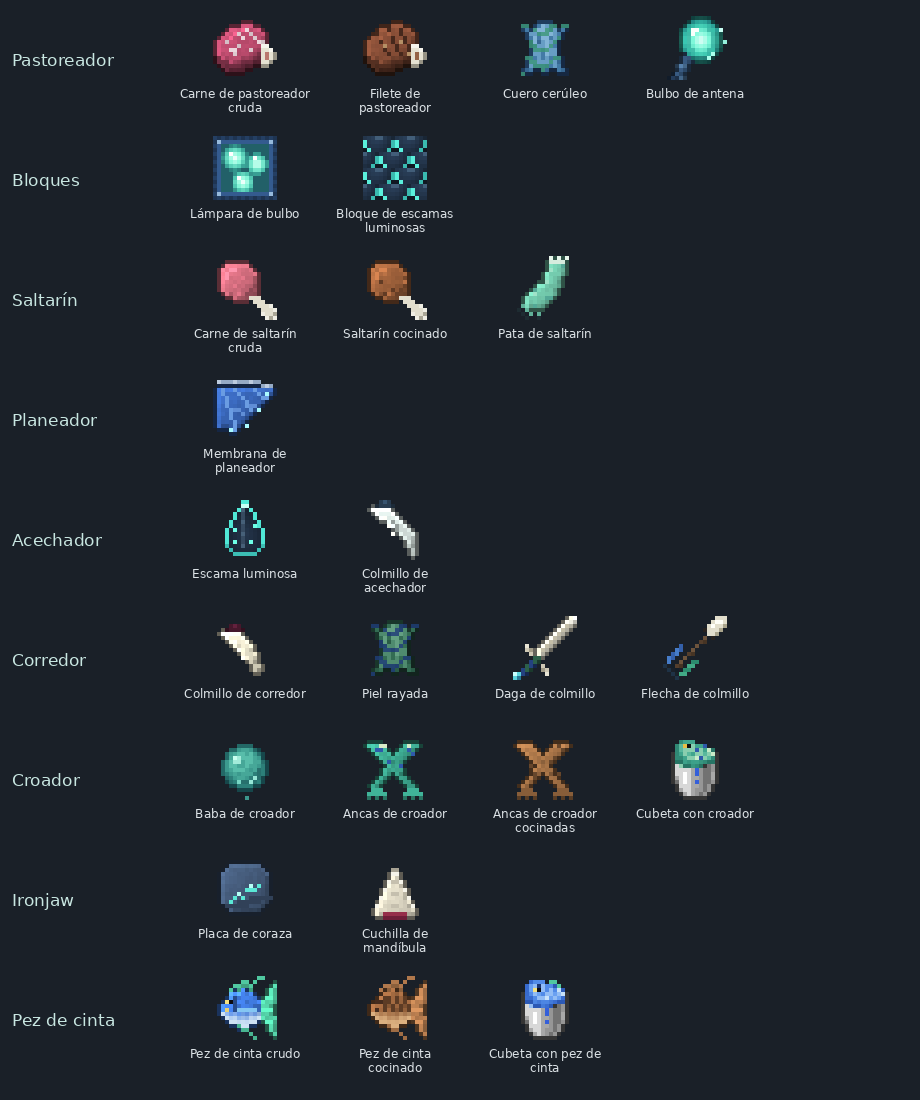 Pastoreador
Carne de pastoreador
cruda
Filete de
pastoreador
Cuero cerúleo
Bulbo de antena
Bloques
Lámpara de bulbo
Bloque de escamas
luminosas
Saltarín
Carne de saltarín
cruda
Saltarín cocinado
Pata de saltarín
Planeador
Membrana de
planeador
Acechador
Escama luminosa
Colmillo de
acechador
Corredor
Colmillo de corredor
Piel rayada
Daga de colmillo
Flecha de colmillo
Croador
Baba de croador
Ancas de croador
Ancas de croador
cocinadas
Cubeta con croador
Ironjaw
Placa de coraza
Cuchilla de
mandíbula
Pez de cinta
Pez de cinta crudo
Pez de cinta
cocinado
Cubeta con pez de
cinta